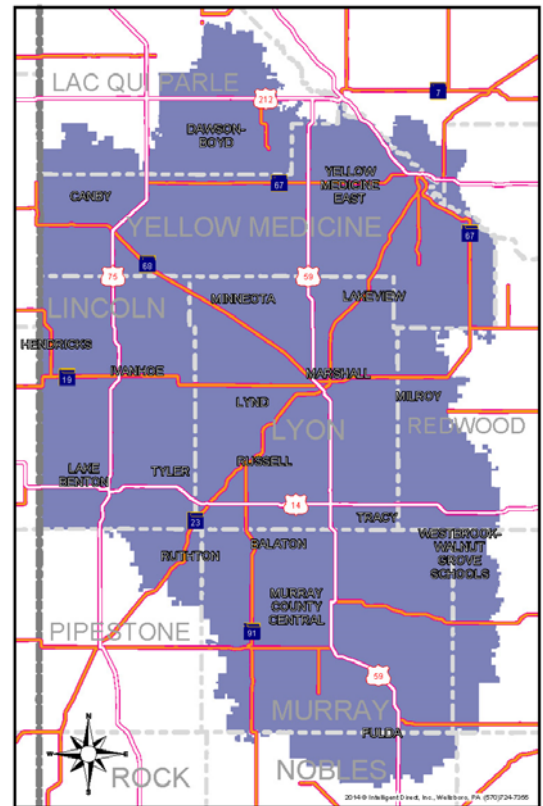 LAC QUI PARLE
212
7
DAWSON-
BOYD
YELLOW
MEDICINE
EAST
67
CANBY
YELLOW MEDICINE
67
68
75
59
MINNEOTA
LAKEVIEW
LINCOLN
HENDRICKS
IVANHOE
MARSHALL
19
LYND
MILROY
LYON
REDWOOD
RUSSELL
LAKE
BENTON
TYLER
14
23
TRACY
BALATON
WESTBROOK-
WALNUT
GROVE
SCHOOLS
RUTHTON
MURRAY
COUNTY
CENTRAL
PIPESTONE
91
59
MURRAY
FULDA
N
W
E
S
ROCK
NOBLES
2014 © Intelligent Direct, Inc., Wellsboro, PA (570)724-7355